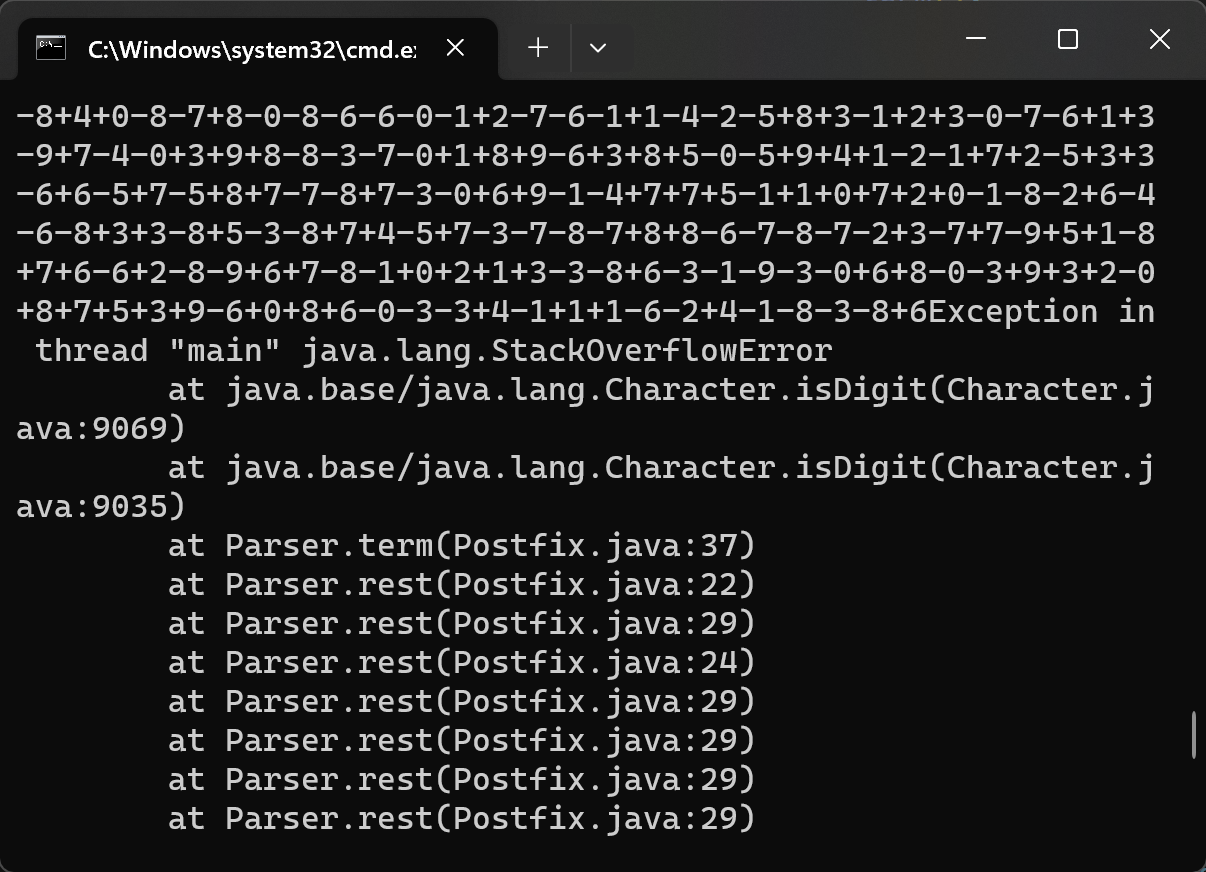 C:\Windows\system32\cmd.e
-8+4+0-8-7+8-0-8-6-6-0-1+2-7-6-1+1-4-2-5+8+3-1+2+3-0-7-6+1+3
-9+7-4-0+3+9+8-8-3-7-0+1+8+9-6+3+8+5-0-5+9+4+1-2-1+7+2-5+3+3
-6+6-5+7-5+8+7-7-8+7-3-0+6+9-1-4+7+7+5-1+1+0+7+2+0-1-8-2+6-4
-6-8+3+3-8+5-3-8+7+4-5+7-3-7-8-7+8+8-6-7-8-7-2+3-7+7-9+5+1-8
+7+6-6+2-8-9+6+7-8-1+0+2+1+3-3-8+6-3-1-9-3-0+6+8-0-3+9+3+2-0
+8+7+5+3+9-6+0+8+6-0-3-3+4-1+1+1-6-2+4-1-8-3-8+6Exception in
thread "main" java.lang.StackOverflowError
at java.base/java.lang.Character.isDigit(Character.j
ava:9069)
at java.base/java.lang.Character.isDigit(Character.j
ava:9035)
at Parser.term(Postfix.java:37)
at Parser.rest(Postfix.java:22)
at Parser.rest(Postfix.java:29)
at Parser.rest(Postfix.java:24)
at Parser.rest(Postfix.java:29)
at Parser.rest(Postfix.java:29)
at Parser.rest(Postfix.java:29)
at Parser.rest(Postfix.java:29)